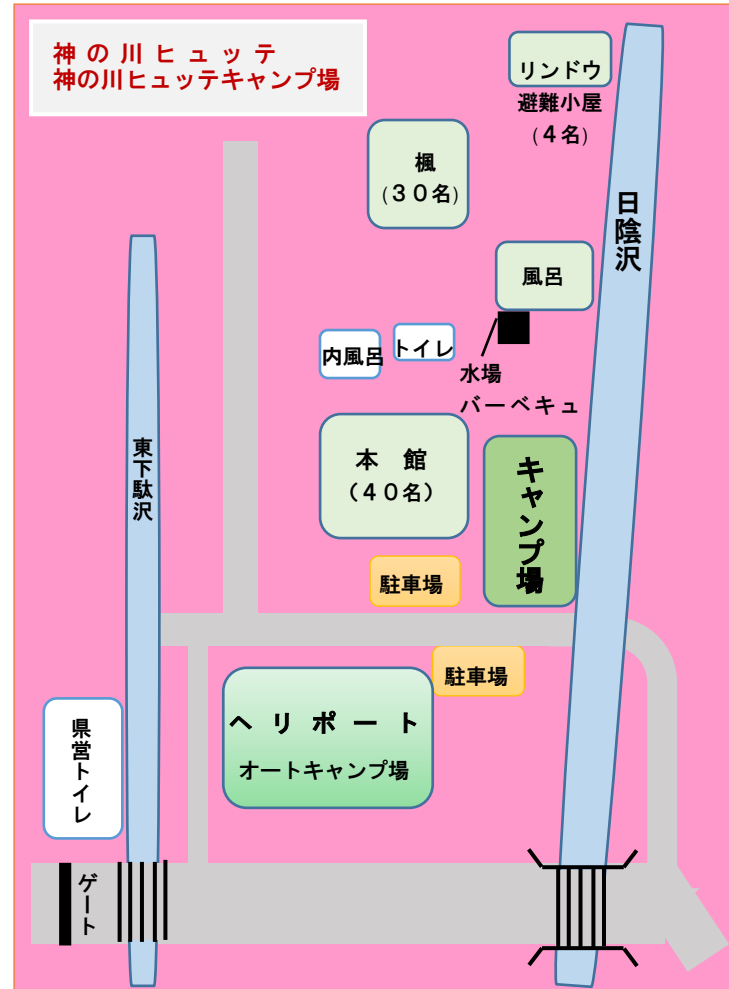 神の川ヒュッテ
神の川ヒュッテキャンプ場
リンドウ
避難小屋
(４名)
楓
(３０名)
日陰沢
風呂
内風呂
トイレ
水場
バーベキュ
東下駄沢
本 館
(４０名)
キャンプ場
駐車場
駐車場
ヘリポート
オートキャンプ場
県営トイレ
ゲート